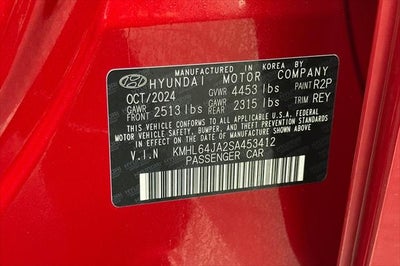 MANUFACTURED IN KOREA BY
HYUNDAI MOTOR COMPANY
OCT/2024 GVWR 4453 lbs PAINT R2P
GAWR FRONT 2513 lbs GAWR REAR 2315 lbs TRIM REY
THIS VEHICLE CONFORMS TO ALL APPLICABLE U.S.A. FEDERAL
MOTOR VEHICLE SAFETY, BUMPER, AND THEFT PREVENTION STANDARDS
IN EFFECT ON THE DATE OF MANUFACTURE SHOWN ABOVE.
V.I.N KMHL64JA2SA453412
PASSENGER CAR